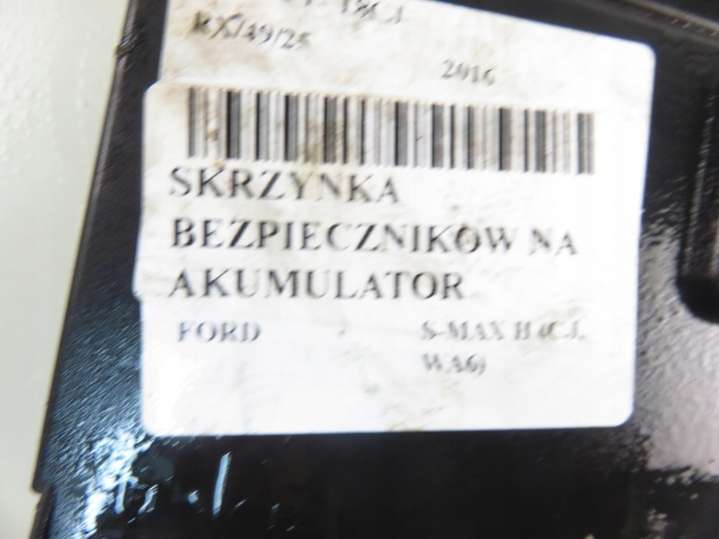 RX/49/25
2016
SKRZYNKA
BEZPIECZNIKÓW NA
AKUMULATOR
FORD - S-MAX II (CJ,
WA6)